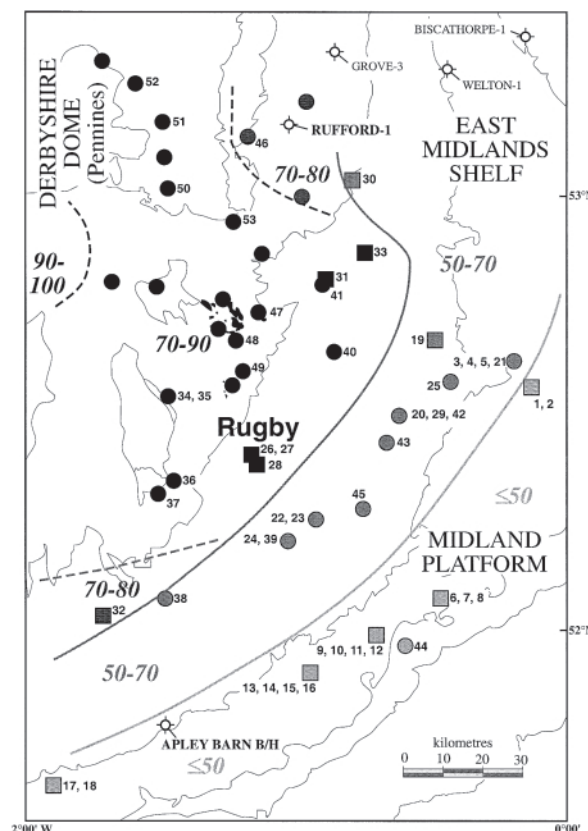 BISCATHORPE-1
GROVE-3
WELTON-1
DERBYSHIRE
DOME
(Pennines)
52
51
46
RUFFORD-1
EAST
MIDLANDS
SHELF
70-80
30
50
53°N
53
90-
100
33
50-70
31
41
47
70-90
48
19
40
3, 4, 5, 21
49
25
1, 2
34, 35
20, 29, 42
Rugby
26, 27
28
43
36
37
≤50
45
22, 23
24, 39
MIDLAND
PLATFORM
70-80
38
32
6, 7, 8
52°N
9, 10, 11, 12
44
50-70
13, 14, 15, 16
APLEY BARN B/H
≤50
kilometres
0 10 20 30
17, 18
2°00' W
0°00'